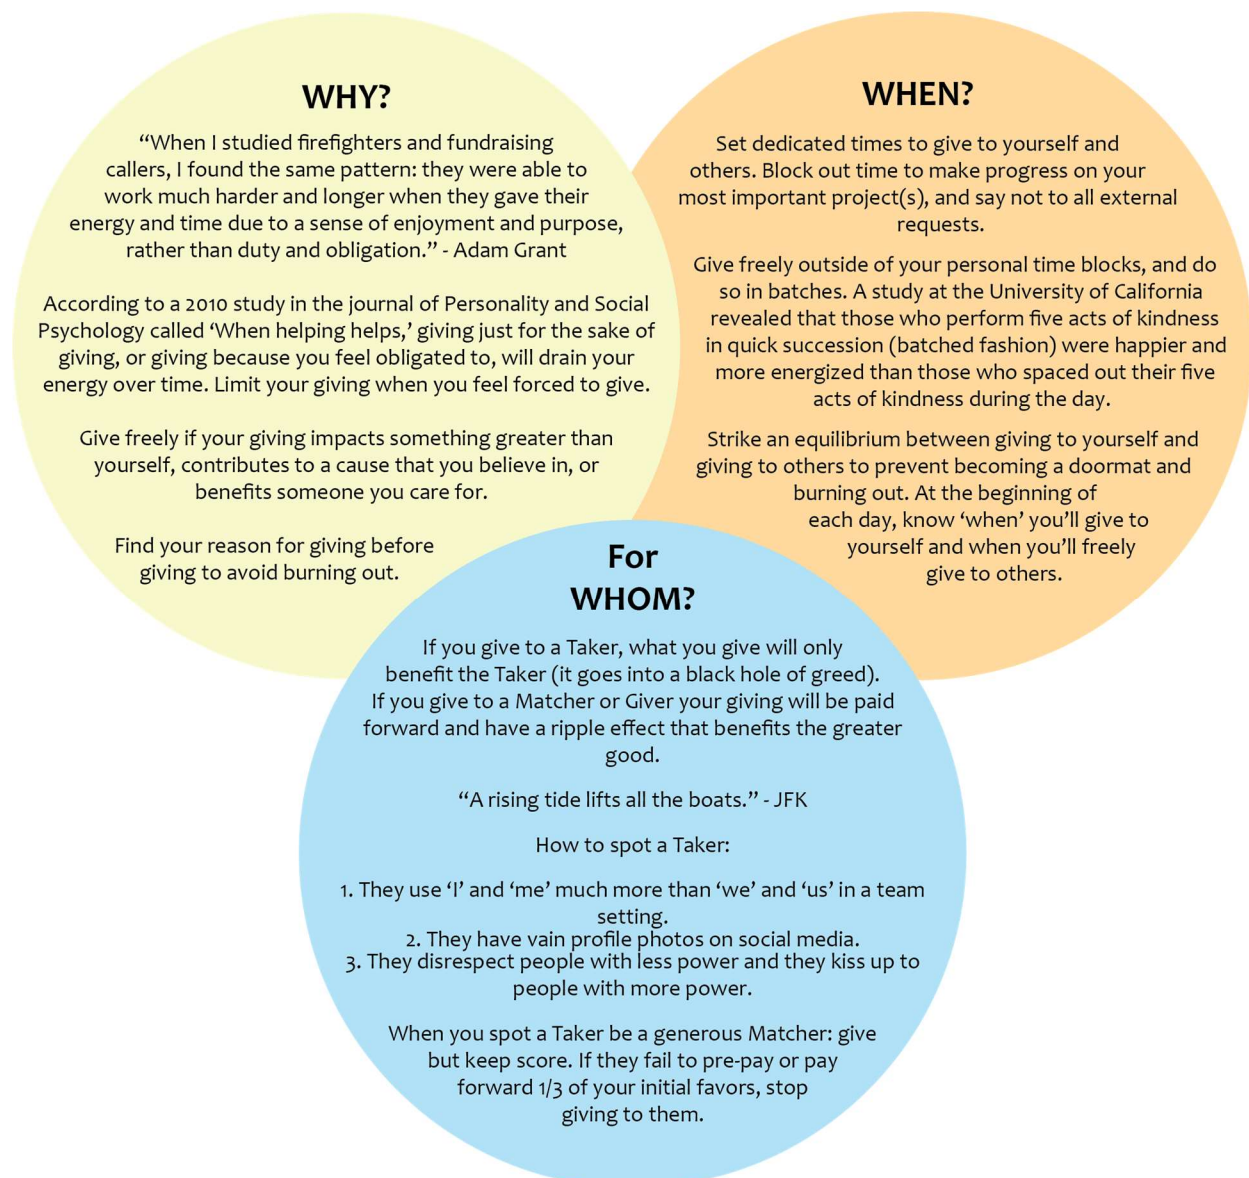 WHY?
“When I studied firefighters and fundraising
callers, I found the same pattern: they were able to
work much harder and longer when they gave their
energy and time due to a sense of enjoyment and purpose,
rather than duty and obligation.” - Adam Grant
According to a 2010 study in the journal of Personality and Social
Psychology called ‘When helping helps,’ giving just for the sake of
giving, or giving because you feel obligated to, will drain your
energy over time. Limit your giving when you feel forced to give.
Give freely if your giving impacts something greater than
yourself, contributes to a cause that you believe in, or
benefits someone you care for.
Find your reason for giving before
giving to avoid burning out.
WHEN?
Set dedicated times to give to yourself and
others. Block out time to make progress on your
most important project(s), and say not to all external
requests.
Give freely outside of your personal time blocks, and do
so in batches. A study at the University of California
revealed that those who perform five acts of kindness
in quick succession (batched fashion) were happier and
more energized than those who spaced out their five
acts of kindness during the day.
Strike an equilibrium between giving to yourself and
giving to others to prevent becoming a doormat and
burning out. At the beginning of
each day, know ‘when’ you’ll give to
yourself and when you’ll freely
give to others.
For
WHOM?
If you give to a Taker, what you give will only
benefit the Taker (it goes into a black hole of greed).
If you give to a Matcher or Giver your giving will be paid
forward and have a ripple effect that benefits the greater
good.
“A rising tide lifts all the boats.” - JFK
How to spot a Taker:
1. They use ‘I’ and ‘me’ much more than ‘we’ and ‘us’ in a team
setting.
2. They have vain profile photos on social media.
3. They disrespect people with less power and they kiss up to
people with more power.
When you spot a Taker be a generous Matcher: give
but keep score. If they fail to pre-pay or pay
forward 1/3 of your initial favors, stop
giving to them.